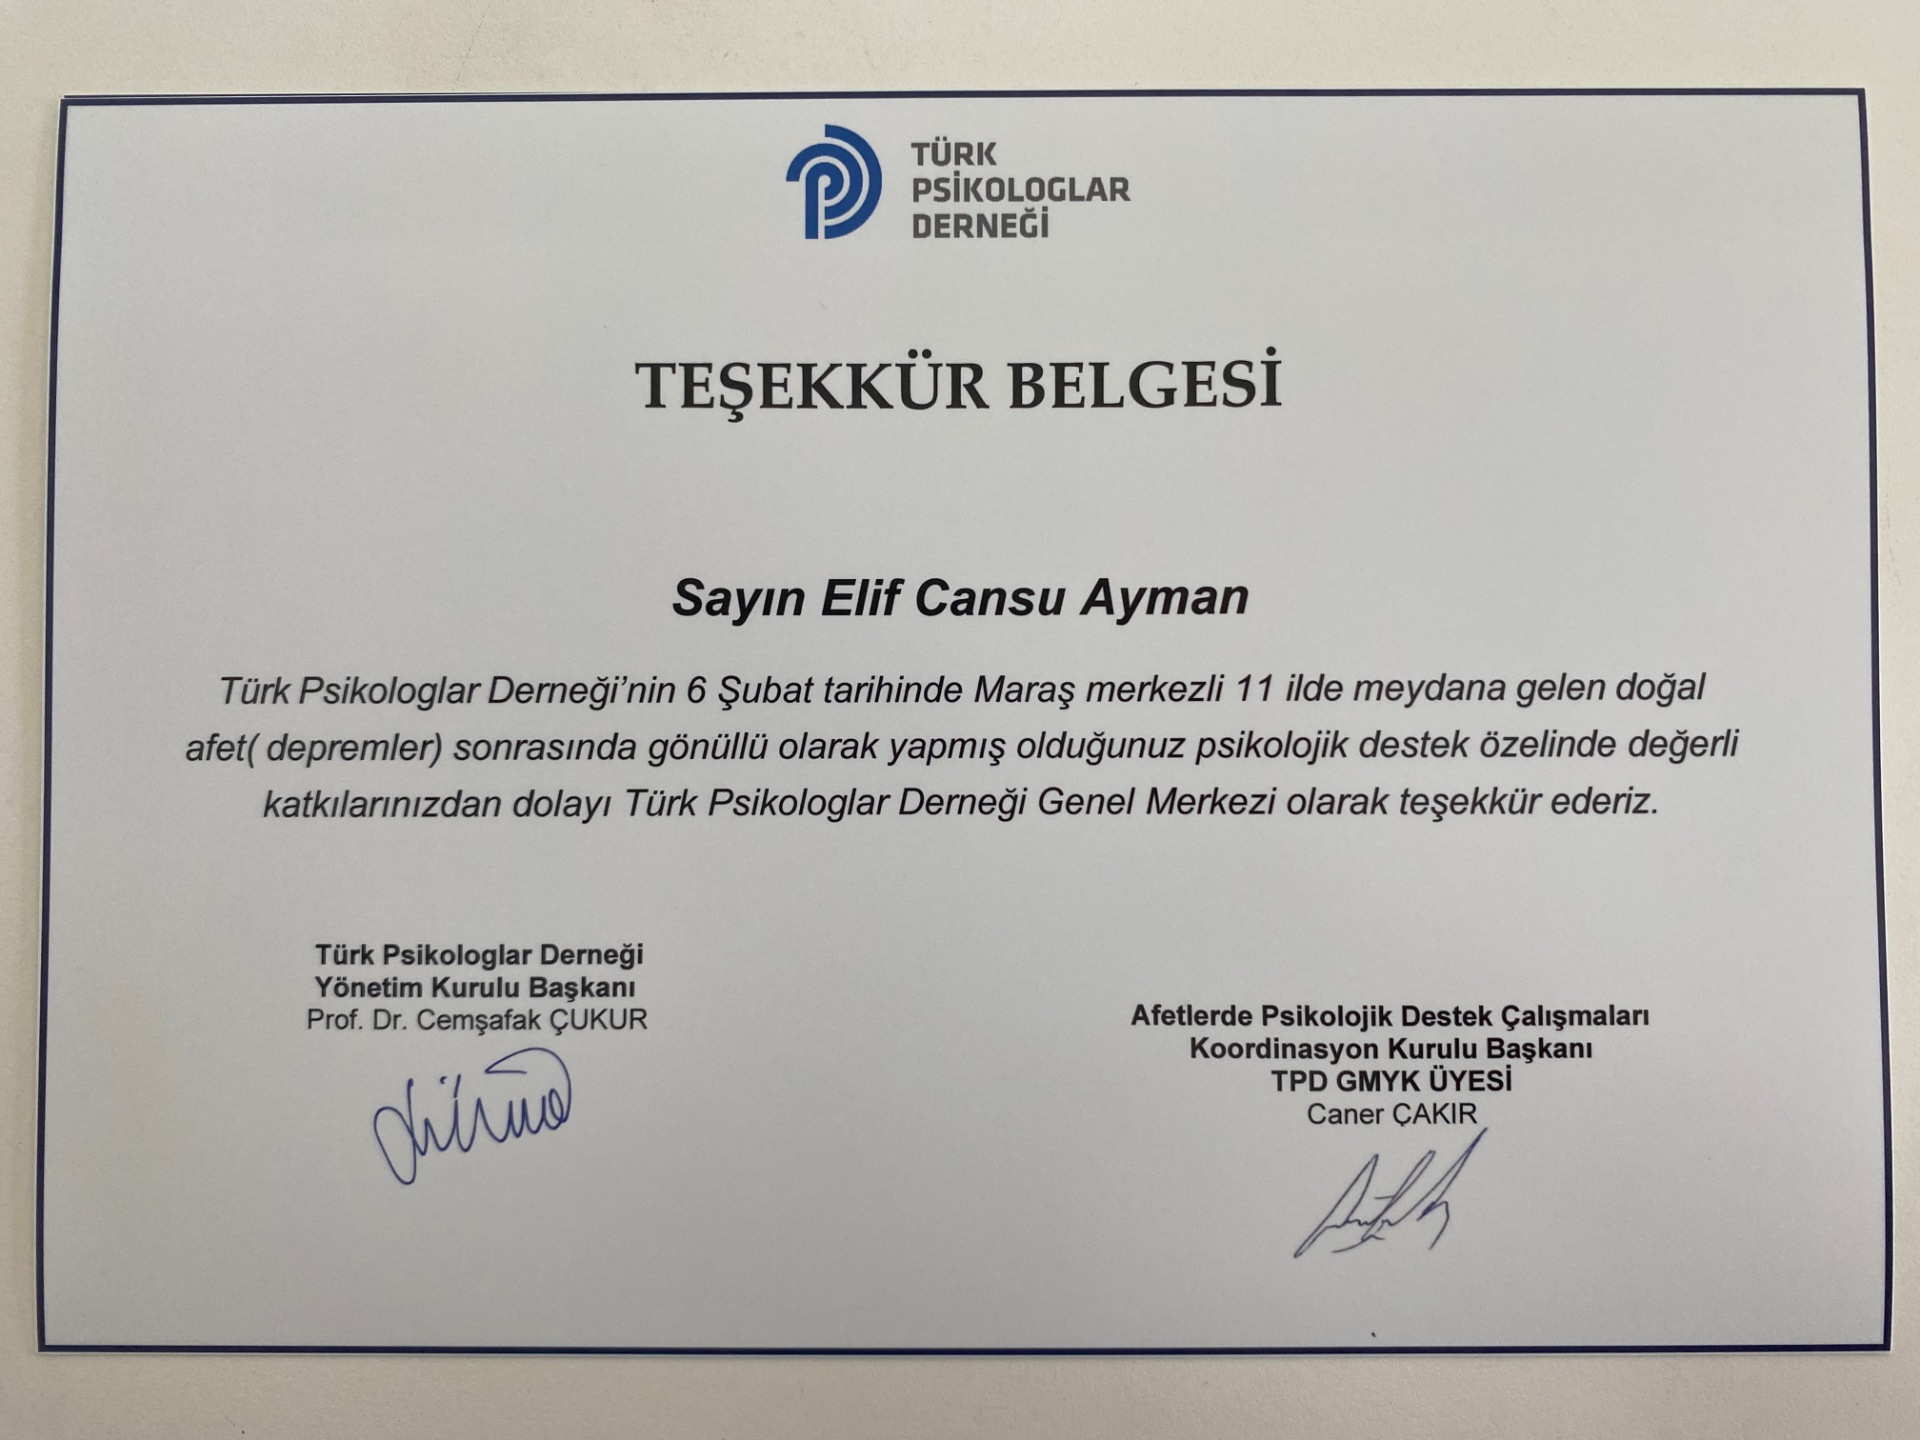 TÜRK
PSİKOLOGLAR
DERNEĞİ
TEŞEKKÜR BELGESİ
Sayın Elif Cansu Ayman
Türk Psikologlar Derneği’nin 6 Şubat tarihinde Maraş merkezli 11 ilde meydana gelen doğal
afet( depremler) sonrasında gönüllü olarak yapmış olduğunuz psikolojik destek özelinde değerli
katkılarınızdan dolayı Türk Psikologlar Derneği Genel Merkezi olarak teşekkür ederiz.
Türk Psikologlar Derneği
Yönetim Kurulu Başkanı
Prof. Dr. Cemşafak ÇUKUR
Afetlerde Psikolojik Destek Çalışmaları
Koordinasyon Kurulu Başkanı
TPD GMYK ÜYESİ
Caner ÇAKIR